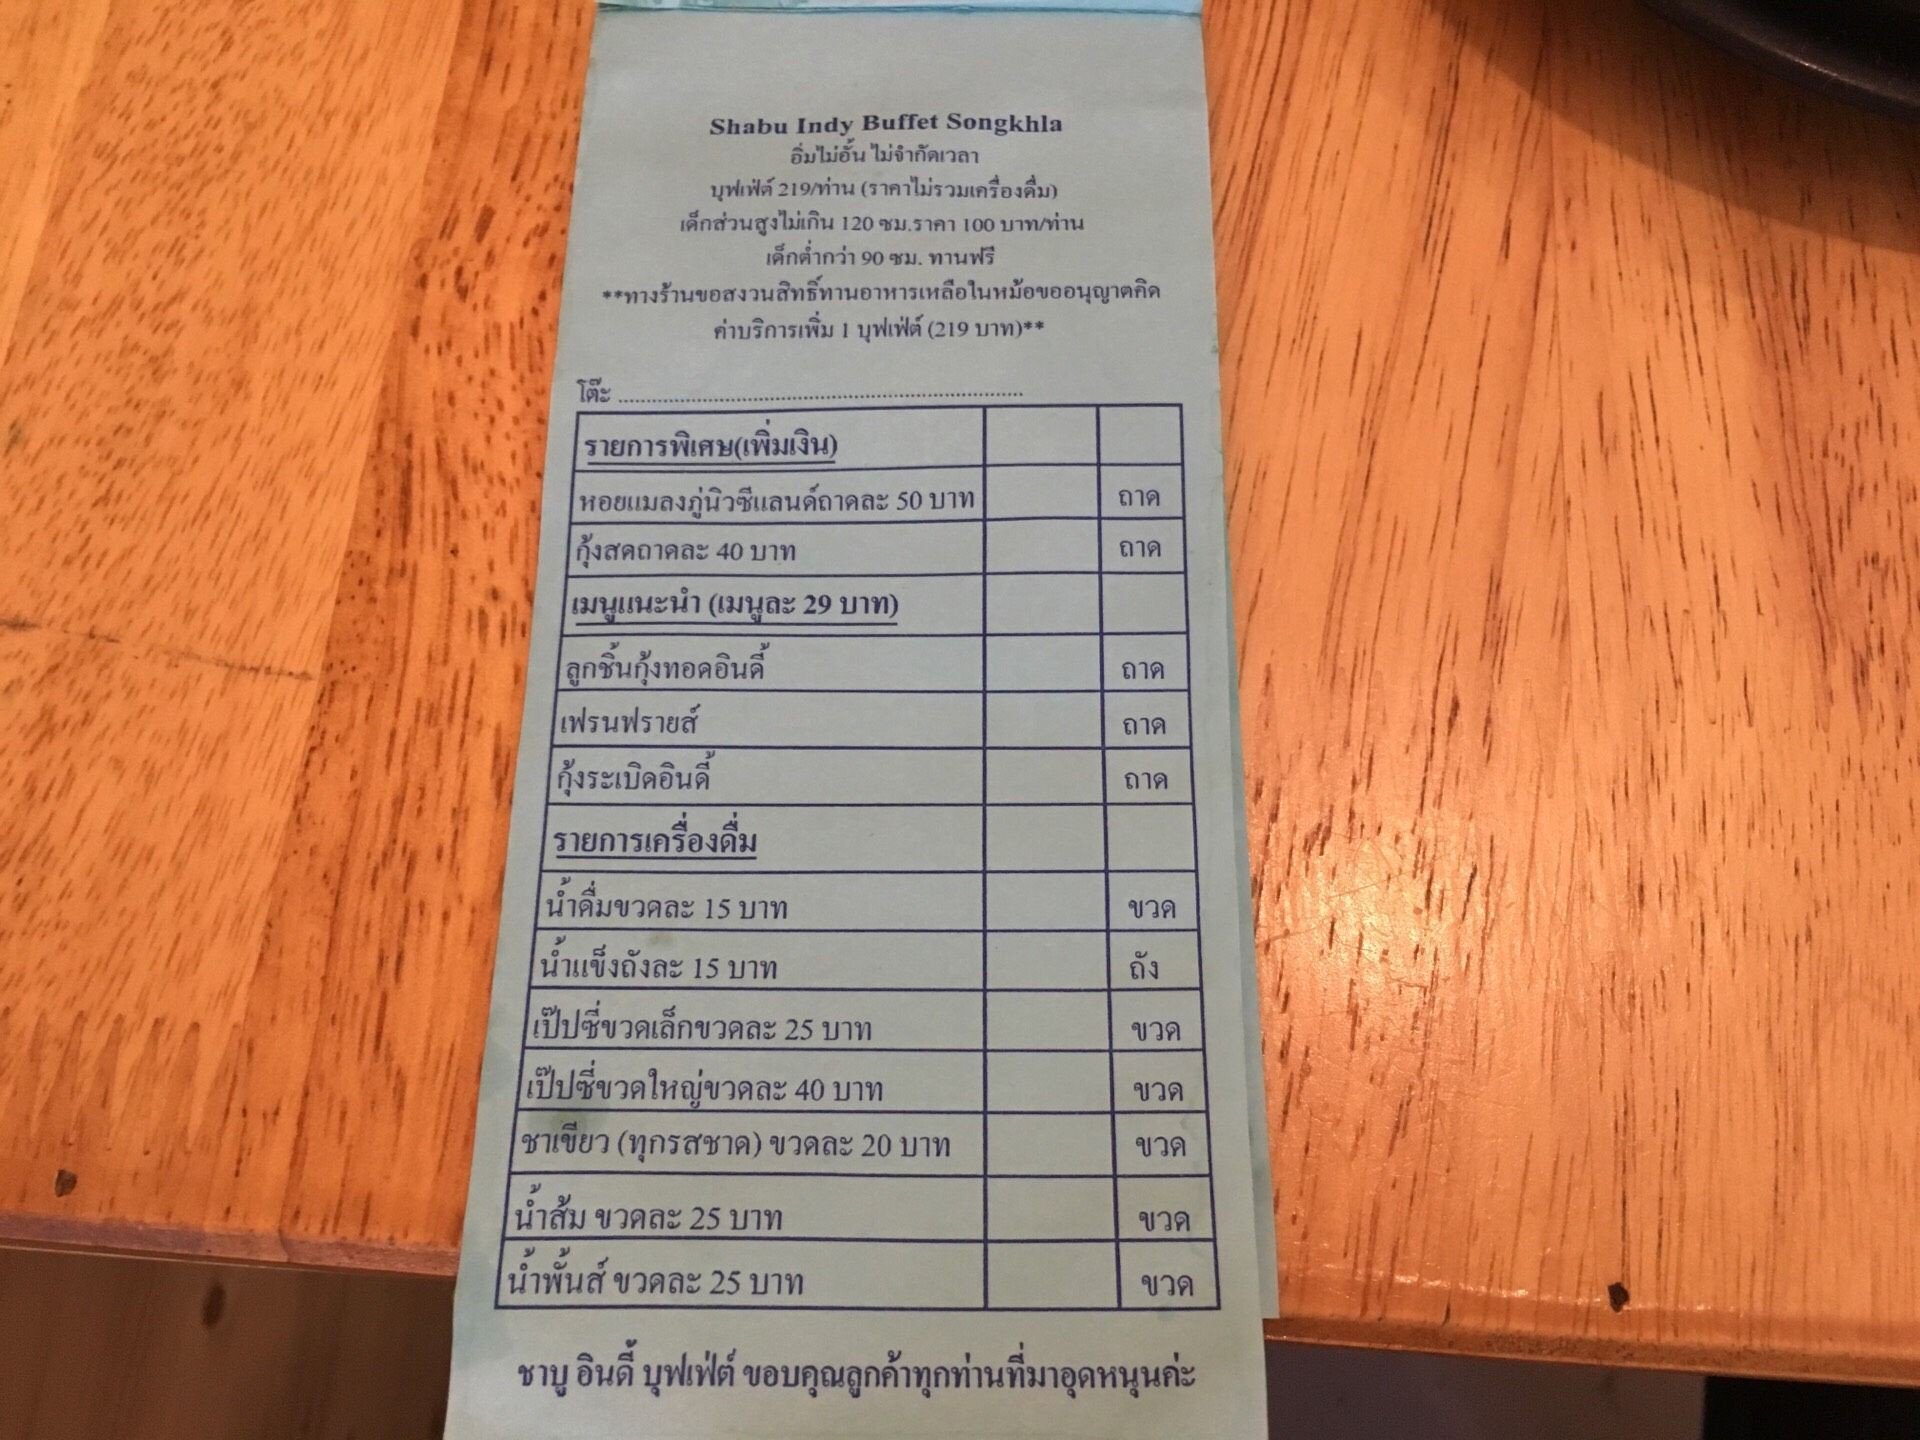 Shabu Indy Buffet Songkhla
อิ่มไม่อั้น ไม่จำกัดเวลา
บุฟเฟ่ต์ 219/ท่าน (ราคาไม่รวมเครื่องดื่ม)
เด็กส่วนสูงไม่เกิน 120 ซม.ราคา 100 บาท/ท่าน
เด็กต่ำกว่า 90 ซม. ทานฟรี
**ทางร้านขอสงวนสิทธิ์ทานอาหารเหลือในหม้อขออนุญาตคิด
ค่าบริการเพิ่ม 1 บุฟเฟ่ต์ (219 บาท)**
โต๊ะ ..........................................................................
รายการพิเศษ(เพิ่มเงิน)
หอยแมลงภู่นิวซีแลนด์ถาดละ 50 บาท ถาด
กุ้งสดถาดละ 40 บาท ถาด
เมนูแนะนำ (เมนูละ 29 บาท)
ลูกชิ้นกุ้งทอดอินดี้ ถาด
เฟรนฟรายส์ ถาด
กุ้งระเบิดอินดี้ ถาด
รายการเครื่องดื่ม
น้ำดื่มขวดละ 15 บาท ขวด
น้ำแข็งถังละ 15 บาท ถัง
เป๊ปซี่ขวดเล็กขวดละ 25 บาท ขวด
เป๊ปซี่ขวดใหญ่ขวดละ 40 บาท ขวด
ชาเขียว (ทุกรสชาด) ขวดละ 20 บาท ขวด
น้ำส้ม ขวดละ 25 บาท ขวด
น้ำพั้นส์ ขวดละ 25 บาท ขวด
ชาบู อินดี้ บุฟเฟ่ต์ ขอบคุณลูกค้าทุกท่านที่มาอุดหนุนค่ะ